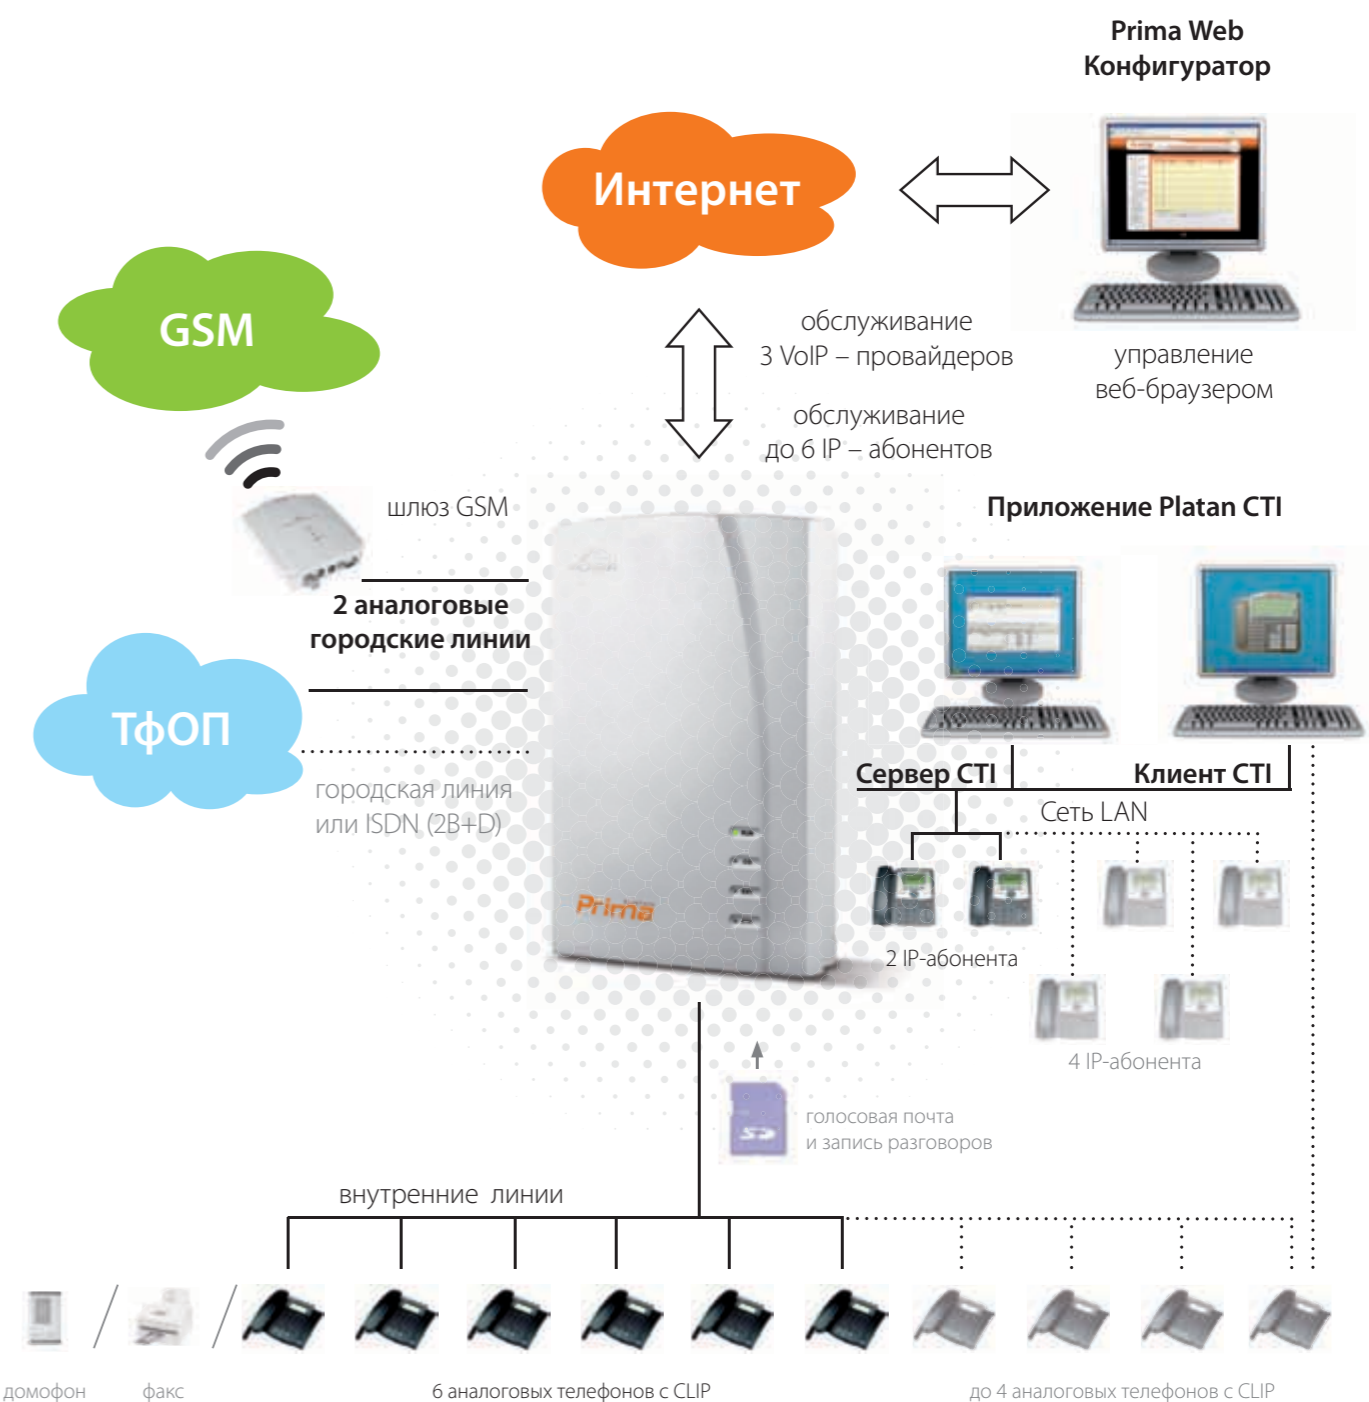 Prima Web
Конфигуратор
Интернет
GSM
обслуживание
3 VoIP – провайдеров
управление
веб-браузером
обслуживание
до 6 IP – абонентов
шлюз GSM
Приложение Platan CTI
2 аналоговые
городские линии
ТфОП
городская линия
или ISDN (2B+D)
Сервер CTI
Клиент CTI
Сеть LAN
Prima
2 IP-абонента
4 IP-абонента
голосовая почта
и запись разговоров
внутренние линии
домофон
факс
6 аналоговых телефонов с CLIP
до 4 аналоговых телефонов с CLIP